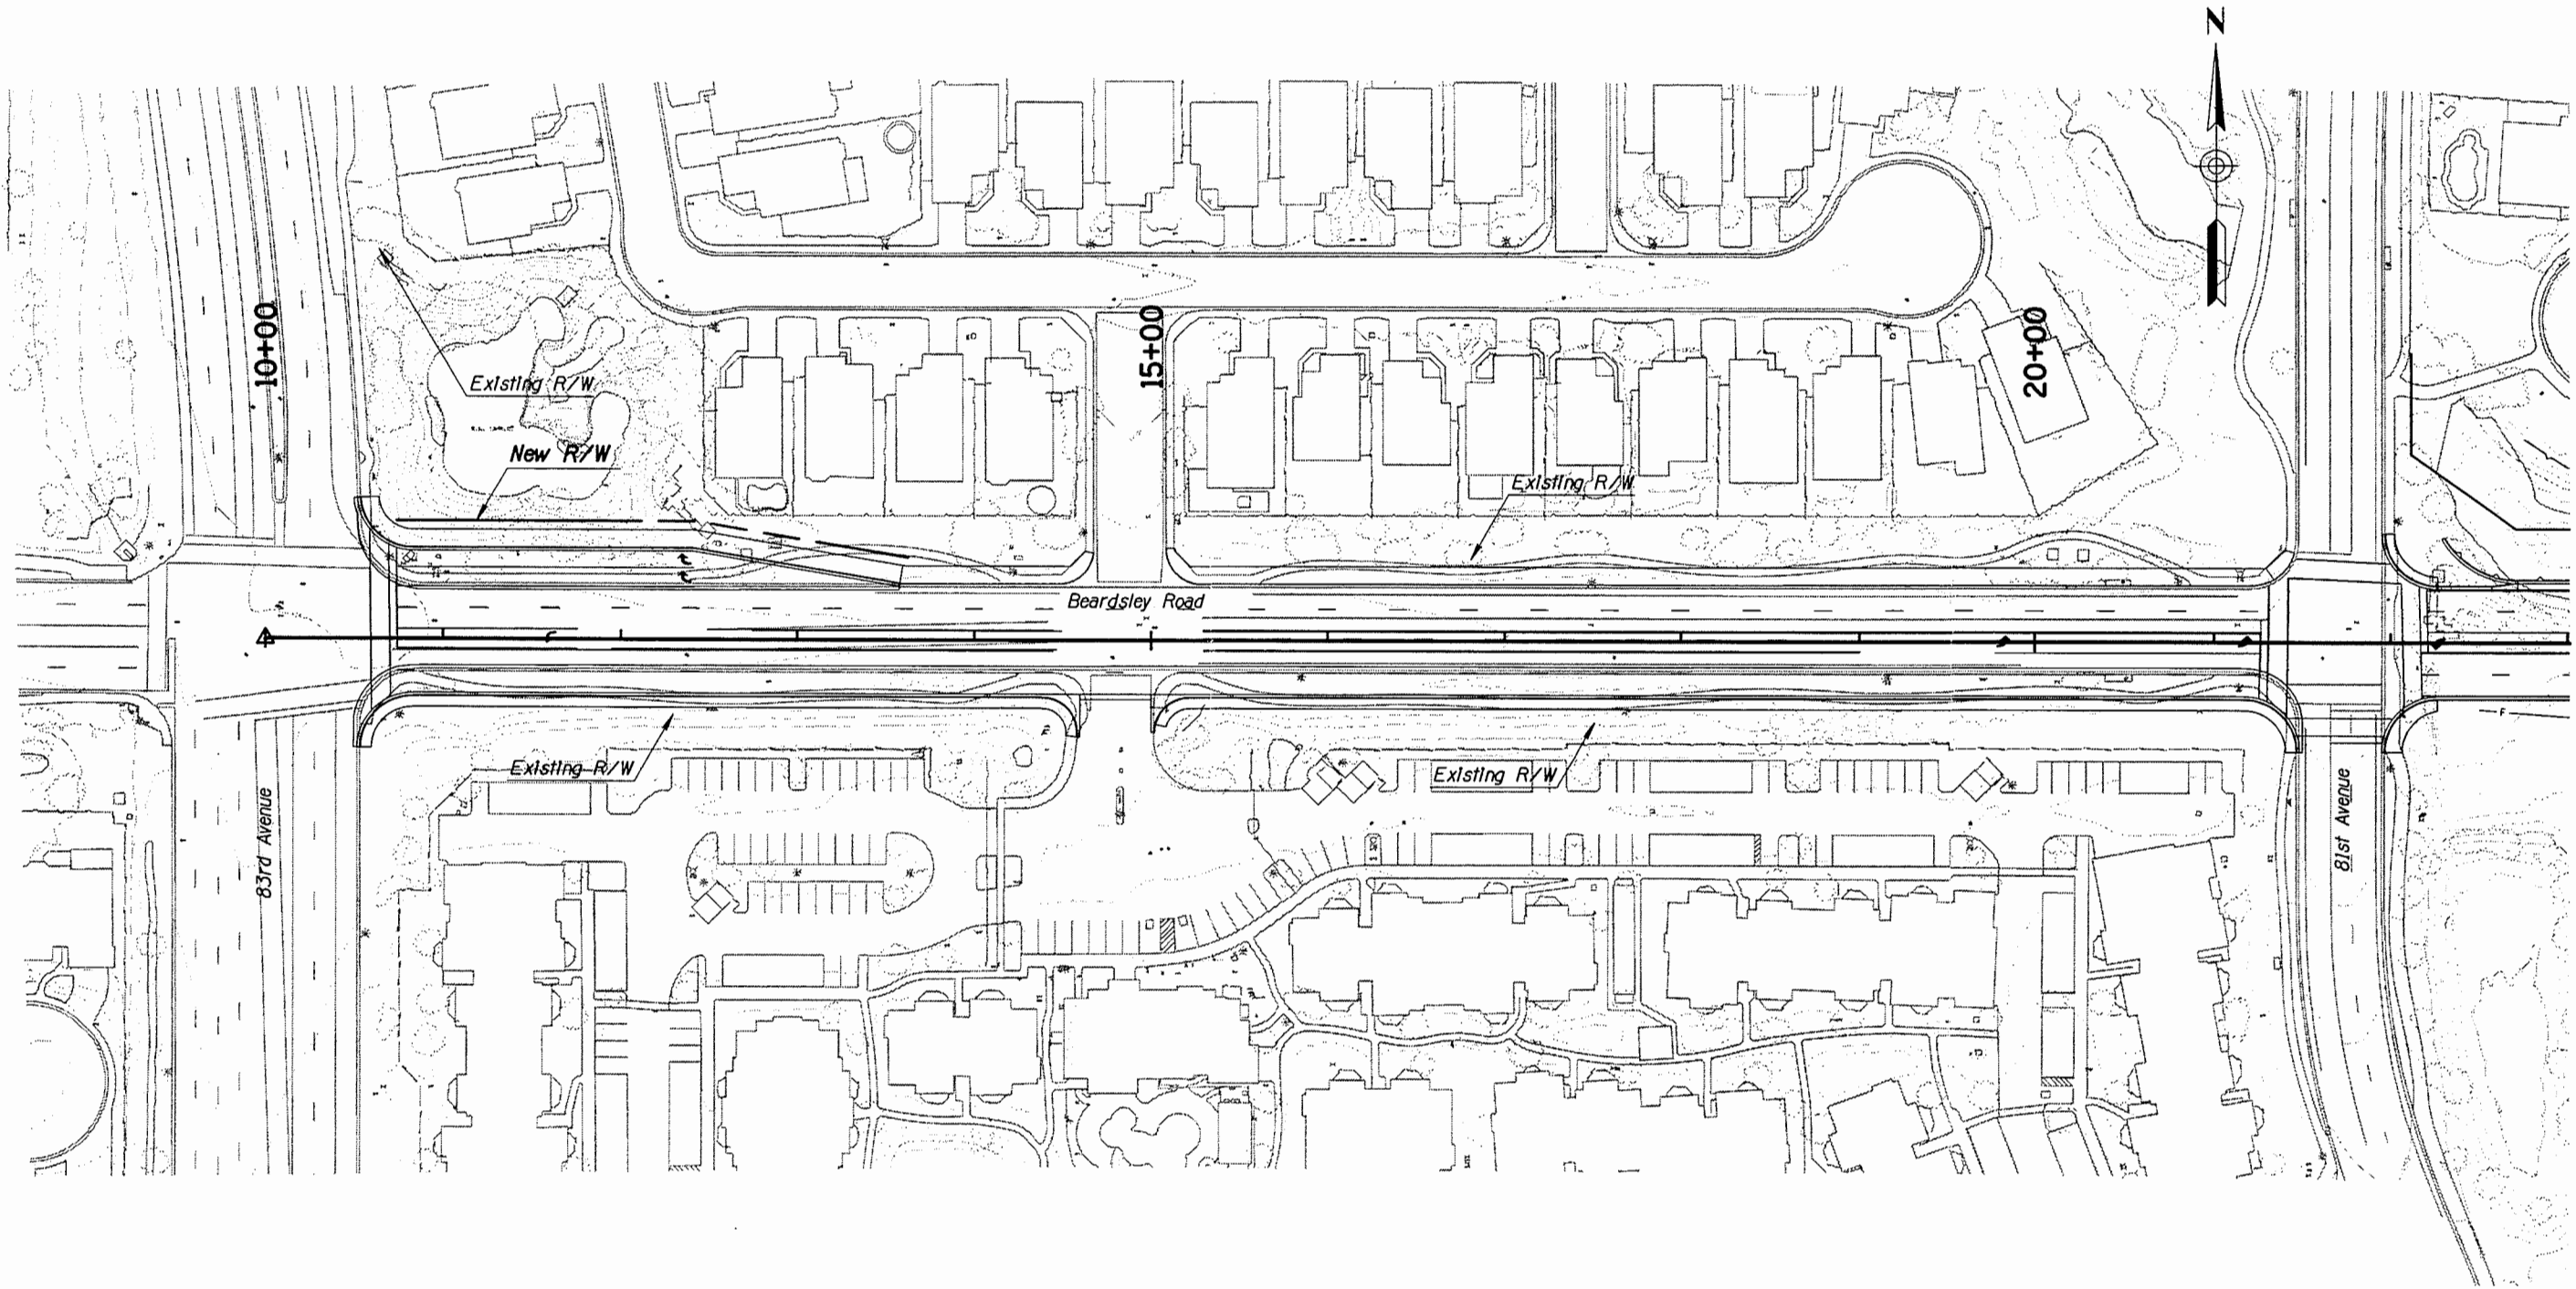 N
10+00
15+00
20+00
Existing R/W
New R/W
Existing R/W
Beardsley Road
Existing R/W
Existing R/W
83rd Avenue
81st Avenue
F